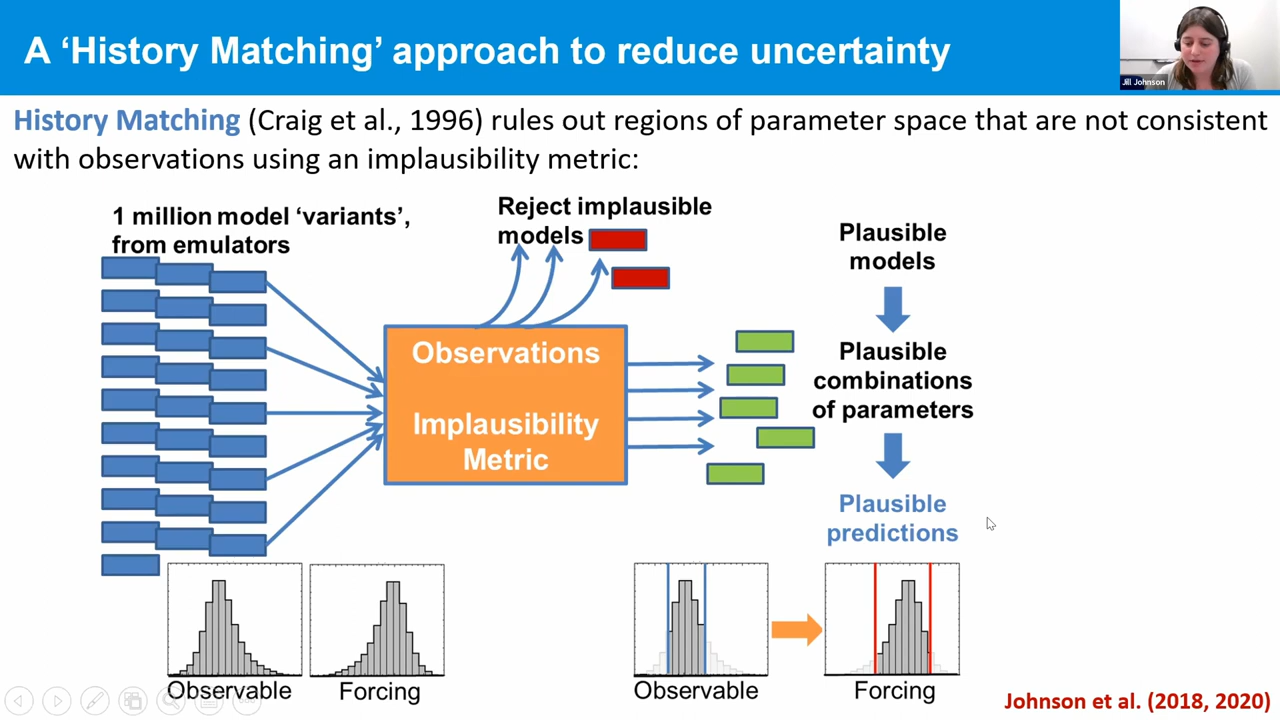 A ‘History Matching’ approach to reduce uncertainty
Jill Johnson
History Matching (Craig et al., 1996) rules out regions of parameter space that are not consistent
with observations using an implausibility metric:
1 million model ‘variants’,
from emulators
Reject implausible
models
Plausible
models
Observations
Implausibility
Metric
Plausible
combinations
of parameters
Plausible
predictions
Observable
Forcing
Observable
Forcing
Johnson et al. (2018, 2020)